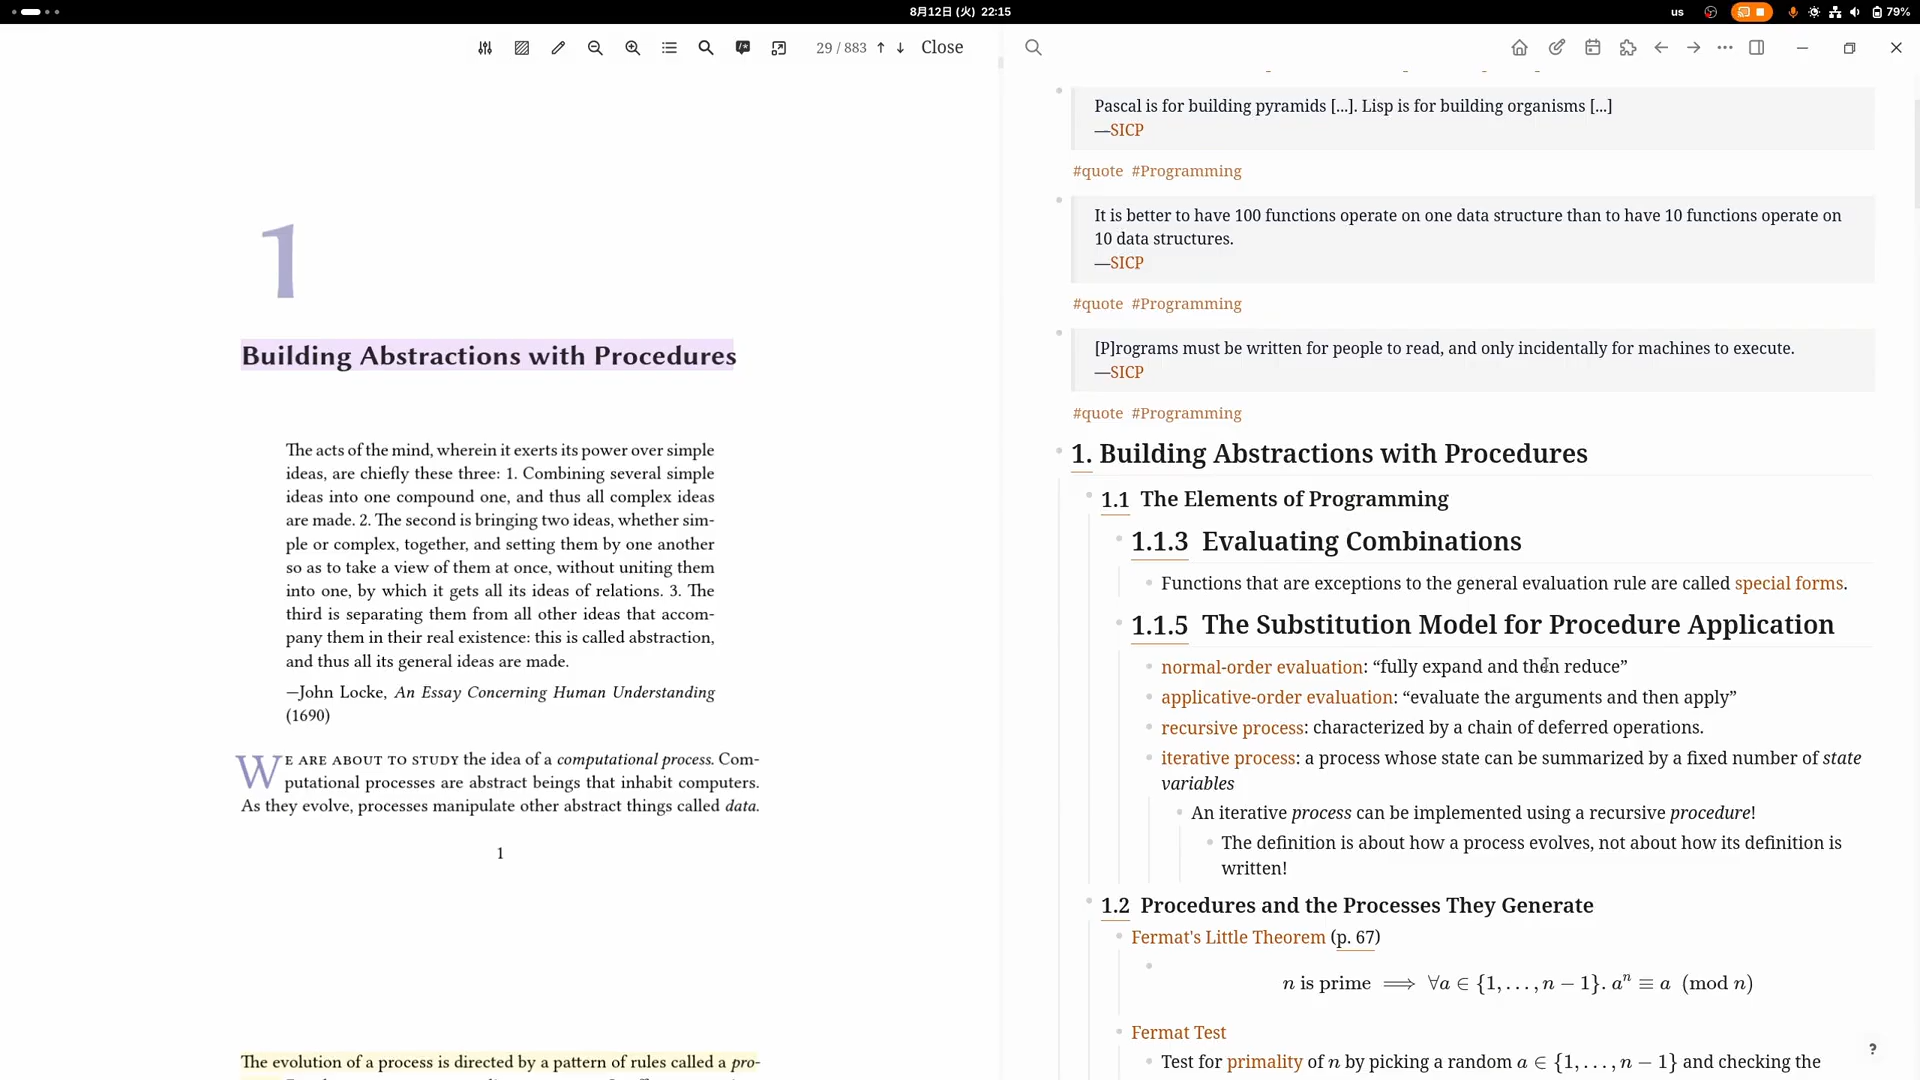 8月12日 (火) 22:15
us
79%
29 / 883
Close
1
Building Abstractions with Procedures
The acts of the mind, wherein it exerts its power over simple
ideas, are chiefly these three: 1. Combining several simple
ideas into one compound one, and thus all complex ideas
are made. 2. The second is bringing two ideas, whether sim-
ple or complex, together, and setting them by one another
so as to take a view of them at once, without uniting them
into one, by which it gets all its ideas of relations. 3. The
third is separating them from all other ideas that accom-
pany them in their real existence: this is called abstraction,
and thus all its general ideas are made.
—John Locke, An Essay Concerning Human Understanding
(1690)
WE ARE ABOUT TO STUDY the idea of a computational process. Com-
putational processes are abstract beings that inhabit computers.
As they evolve, processes manipulate other abstract things called data.
1
The evolution of a process is directed by a pattern of rules called a pro-
Pascal is for building pyramids [...]. Lisp is for building organisms [...]
—SICP
#quote #Programming
It is better to have 100 functions operate on one data structure than to have 10 functions operate on
10 data structures.
—SICP
#quote #Programming
[P]rograms must be written for people to read, and only incidentally for machines to execute.
—SICP
#quote #Programming
1. Building Abstractions with Procedures
1.1 The Elements of Programming
1.1.3 Evaluating Combinations
Functions that are exceptions to the general evaluation rule are called special forms.
1.1.5 The Substitution Model for Procedure Application
normal-order evaluation: “fully expand and then reduce”
applicative-order evaluation: “evaluate the arguments and then apply”
recursive process: characterized by a chain of deferred operations.
iterative process: a process whose state can be summarized by a fixed number of state
variables
An iterative process can be implemented using a recursive procedure!
The definition is about how a process evolves, not about how its definition is
written!
1.2 Procedures and the Processes They Generate
Fermat's Little Theorem (p. 67)
n is prime ⟹ ∀a ∈ {1, . . . , n − 1}. aⁿ ≡ a (mod n)
Fermat Test
Test for primality of n by picking a random a ∈ {1, . . . , n − 1} and checking the
?